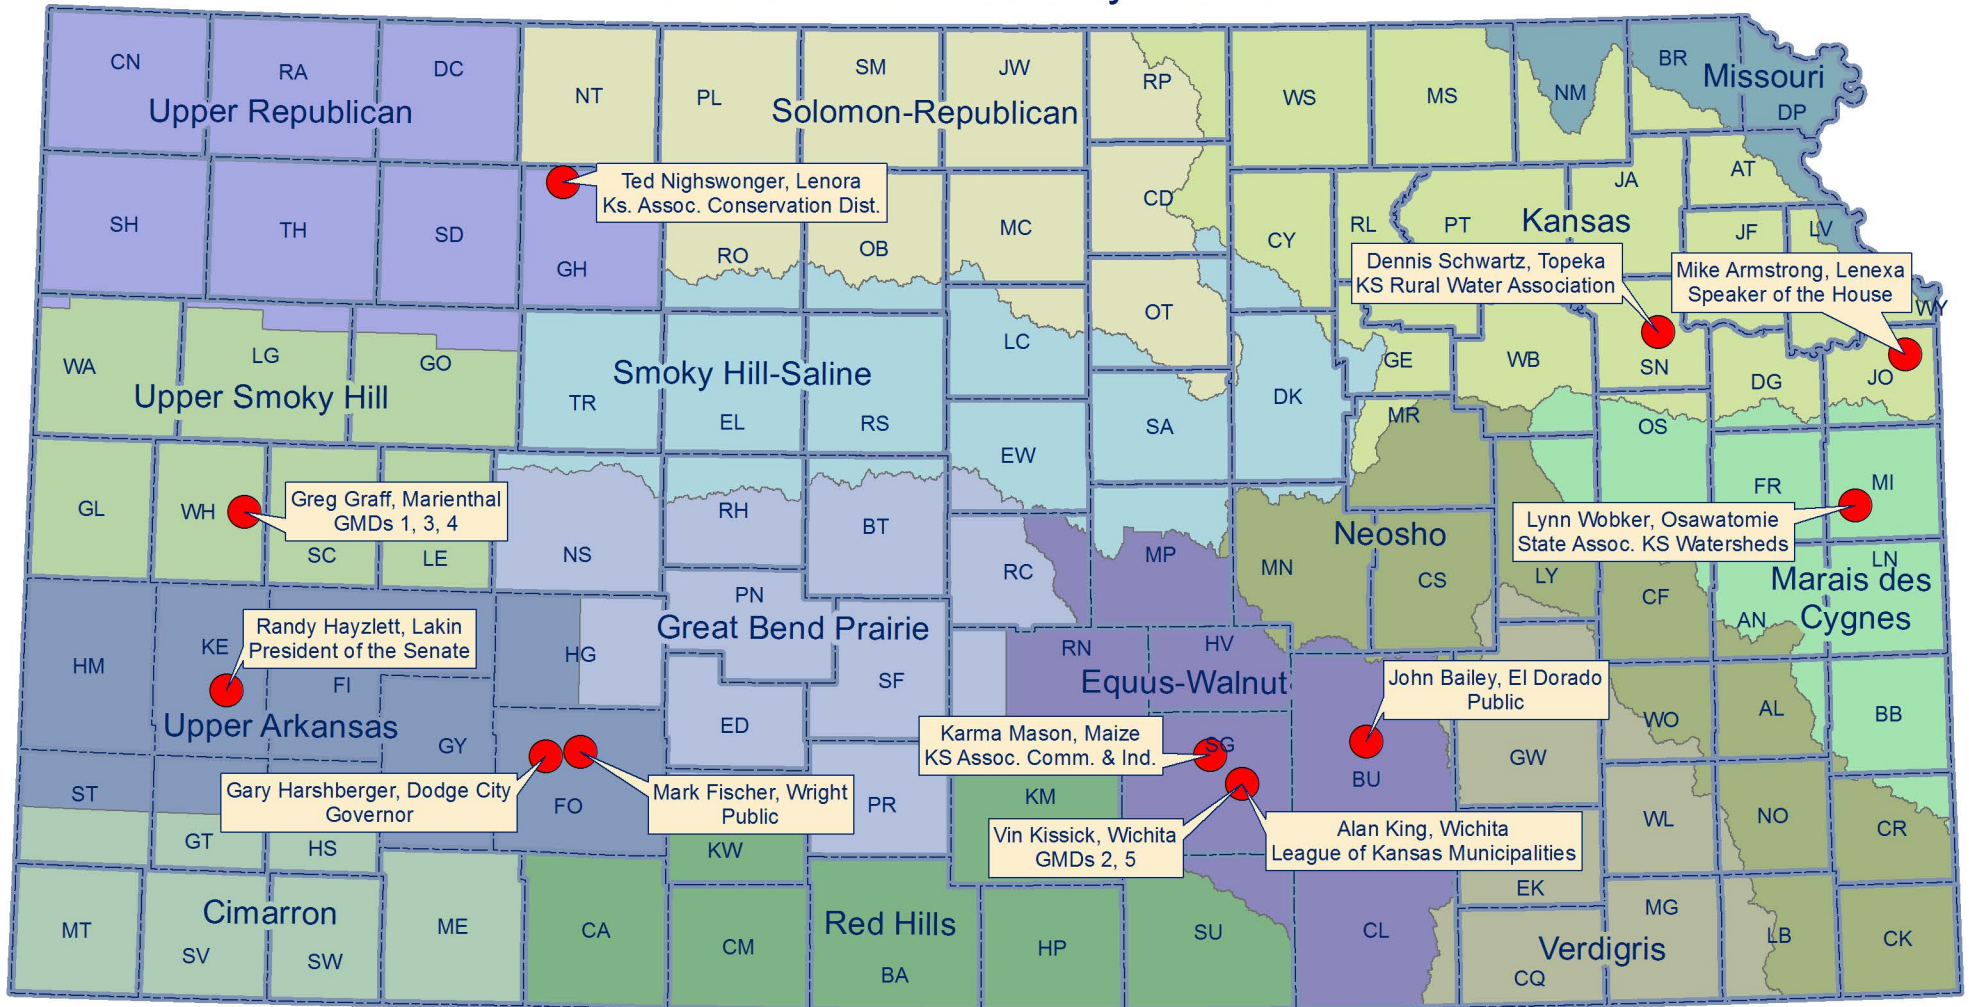 CN
RA
DC
Upper Republican
NT
PL
SM
JW
Solomon-Republican
RP
WS
MS
NM
BR
Missouri
DP
SH
TH
SD
GH
Ted Nighswonger, Lenora
Ks. Assoc. Conservation Dist.
RO
OB
MC
CD
CY
RL
PT
JA
Kansas
AT
JF
LV
Dennis Schwartz, Topeka
KS Rural Water Association
Mike Armstrong, Lenexa
Speaker of the House
WY
WA
LG
GO
Upper Smoky Hill
Smoky Hill-Saline
TR
EL
RS
LC
OT
EW
SA
DK
GE
WB
SN
DG
JO
MR
OS
GL
WH
Greg Graff, Marienthal
GMDs 1, 3, 4
SC
LE
NS
RH
BT
RC
MP
MN
Neosho
CS
LY
FR
MI
Lynn Wobker, Osawatomie
State Assoc. KS Watersheds
LN
Marais des
Cygnes
AN
CF
HM
KE
Randy Hayzlett, Lakin
President of the Senate
FI
Upper Arkansas
GY
HG
PN
Great Bend Prairie
SF
ED
RN
HV
Equus-Walnut
John Bailey, El Dorado
Public
Karma Mason, Maize
KS Assoc. Comm. & Ind.
SG
BU
GW
WO
AL
BB
ST
Gary Harshberger, Dodge City
Governor
FO
Mark Fischer, Wright
Public
PR
KM
Vin Kissick, Wichita
GMDs 2, 5
Alan King, Wichita
League of Kansas Municipalities
WL
NO
CR
GT
HS
KW
EK
MT
Cimarron
SV
SW
ME
CA
CM
Red Hills
BA
HP
SU
CL
CQ
Verdigris
MG
LB
CK